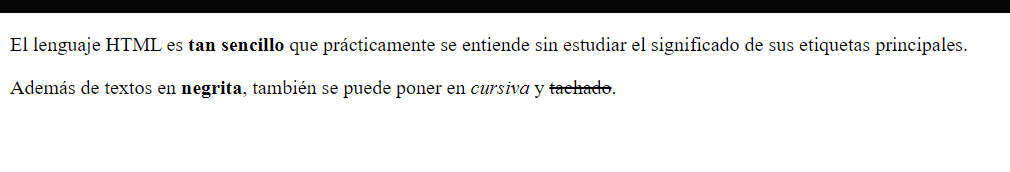 El lenguaje HTML es tan sencillo que prácticamente se entiende sin estudiar el significado de sus etiquetas principales.
Además de textos en negrita, también se puede poner en cursiva y tachado.